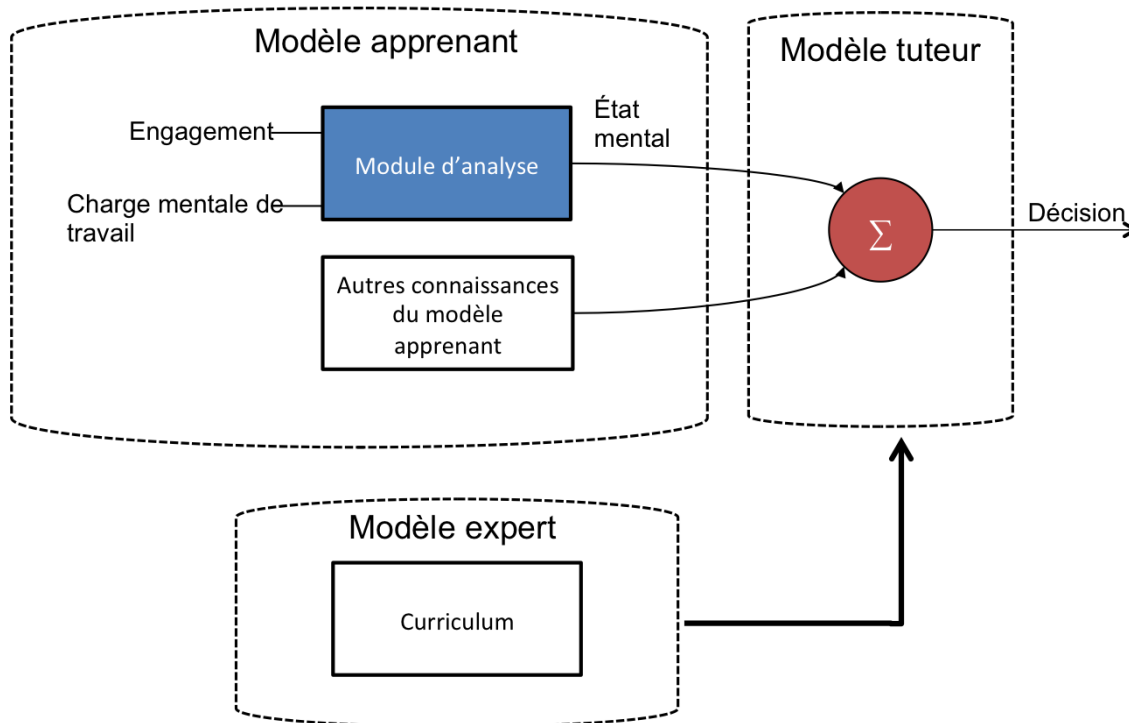 Modèle apprenant
Modèle tuteur
Engagement
Module d'analyse
État
mental
Charge mentale de
travail
Σ
Décision
Autres connaissances
du modèle
apprenant
Modèle expert
Curriculum